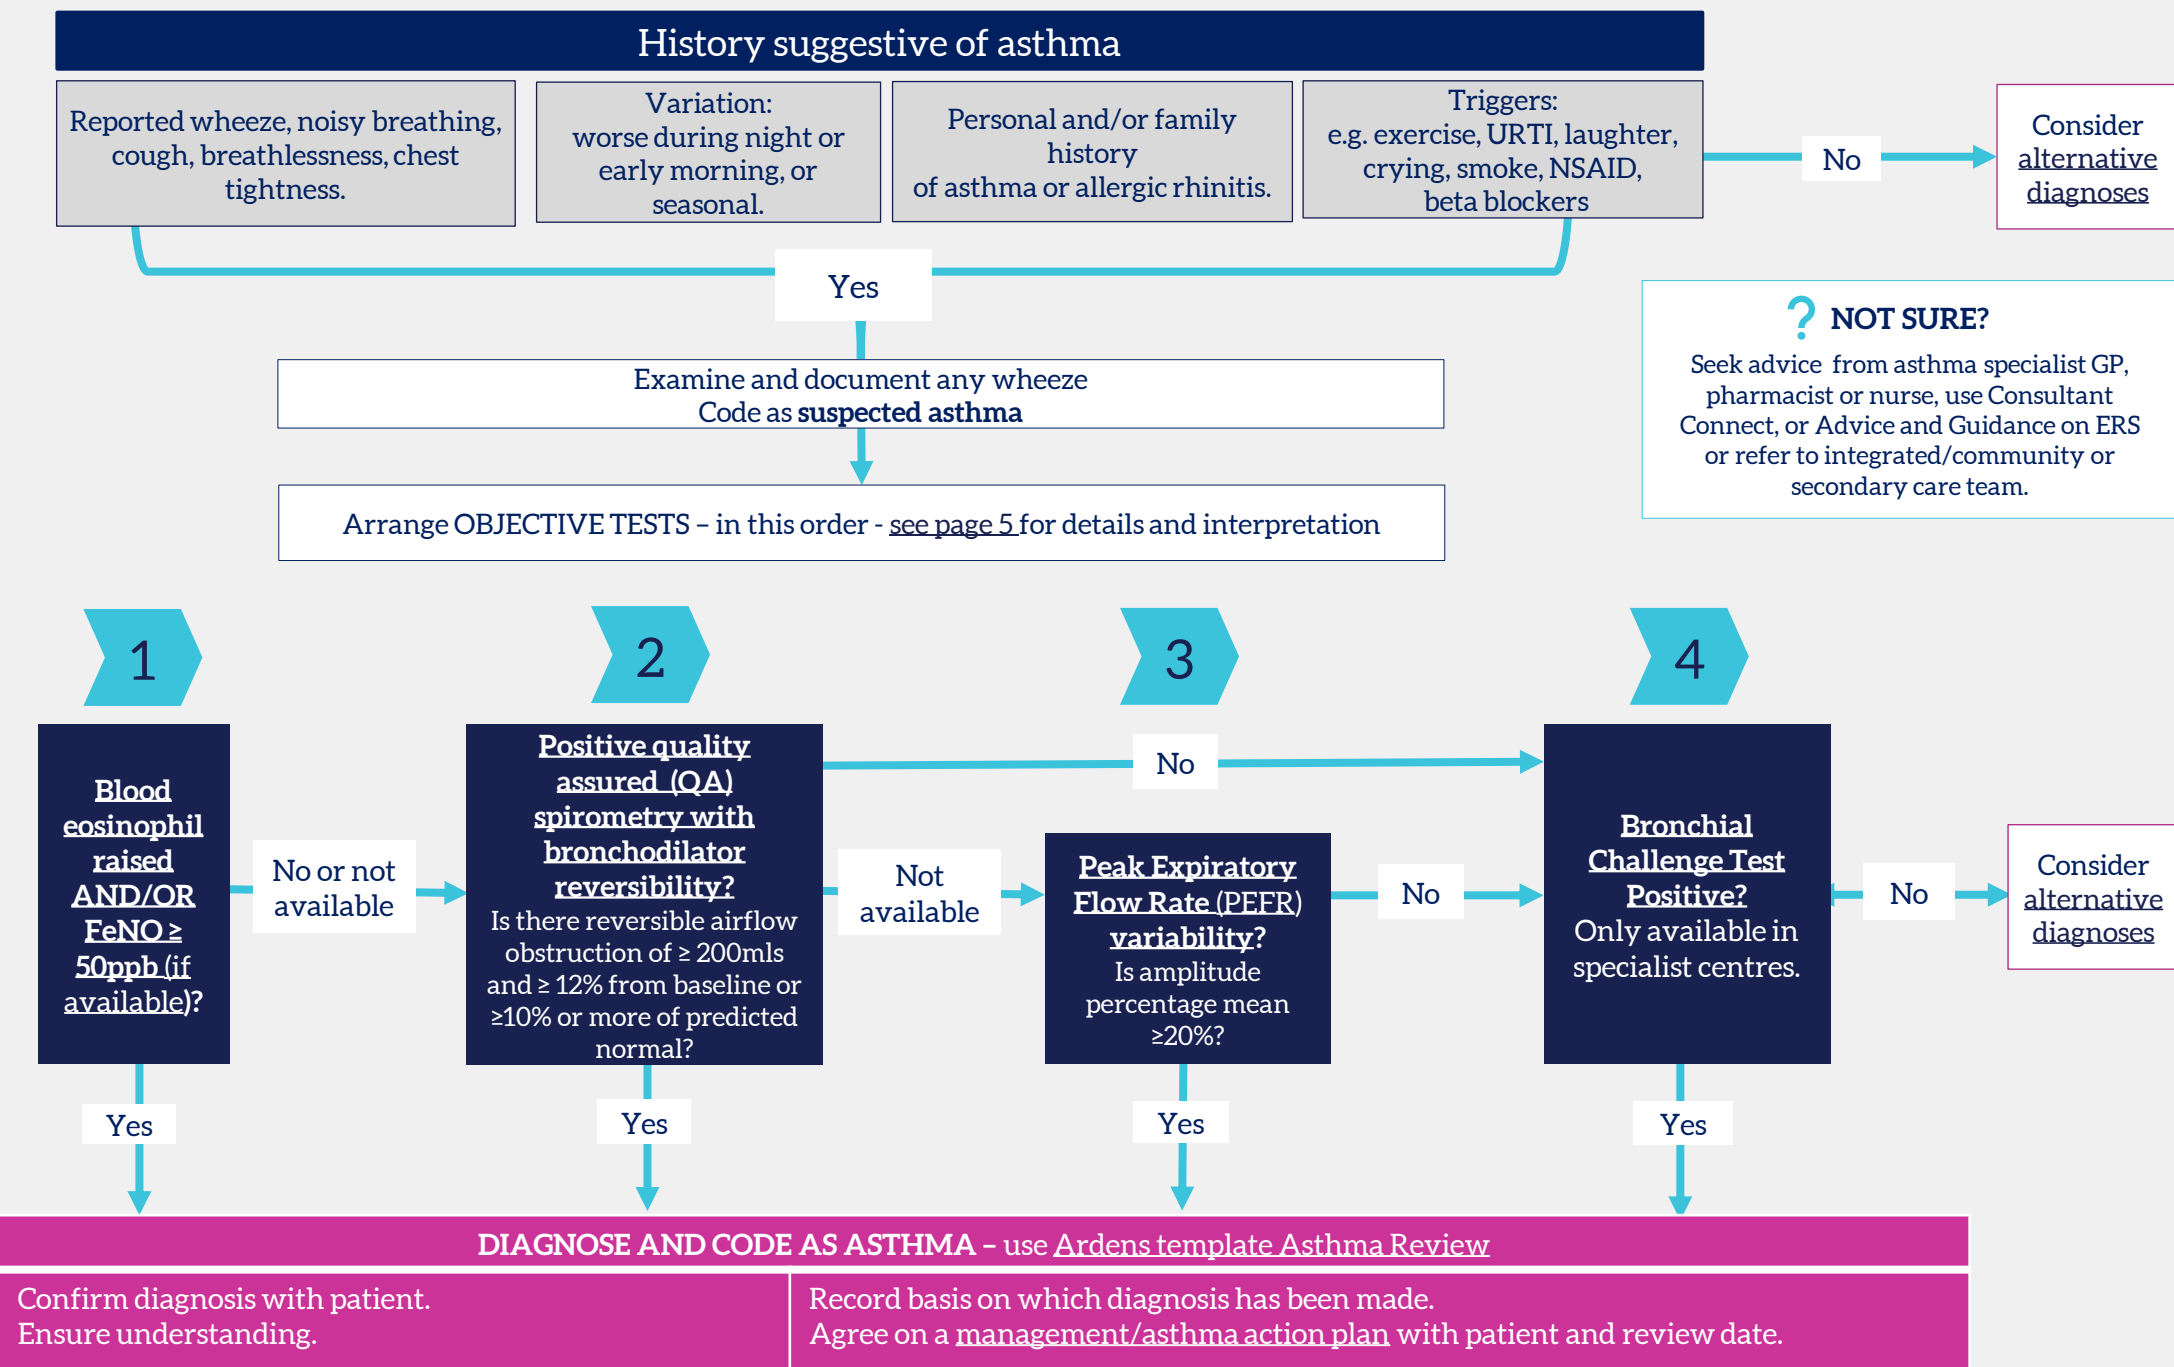 History suggestive of asthma
Reported wheeze, noisy breathing,
cough, breathlessness, chest
tightness.
Variation:
worse during night or
early morning, or
seasonal.
Personal and/or family
history
of asthma or allergic rhinitis.
Triggers:
e.g. exercise, URTI, laughter,
crying, smoke, NSAID,
beta blockers
No
Consider
alternative
diagnoses
Yes
? NOT SURE?
Seek advice from asthma specialist GP,
pharmacist or nurse, use Consultant
Connect, or Advice and Guidance on ERS
or refer to integrated/community or
secondary care team.
Examine and document any wheeze
Code as suspected asthma
Arrange OBJECTIVE TESTS – in this order - see page 5 for details and interpretation
1
2
3
4
Blood
eosinophil
raised
AND/OR
FeNO ≥
50ppb (if
available)?
No or not
available
Positive quality
assured (QA)
spirometry with
bronchodilator
reversibility?
Is there reversible airflow
obstruction of ≥ 200mls
and ≥ 12% from baseline or
≥10% or more of predicted
normal?
No
Not
available
Peak Expiratory
Flow Rate (PEFR)
variability?
Is amplitude
percentage mean
≥20%?
No
Bronchial
Challenge Test
Positive?
Only available in
specialist centres.
No
Consider
alternative
diagnoses
Yes
Yes
Yes
Yes
DIAGNOSE AND CODE AS ASTHMA – use Ardens template Asthma Review
Confirm diagnosis with patient.
Ensure understanding.
Record basis on which diagnosis has been made.
Agree on a management/asthma action plan with patient and review date.